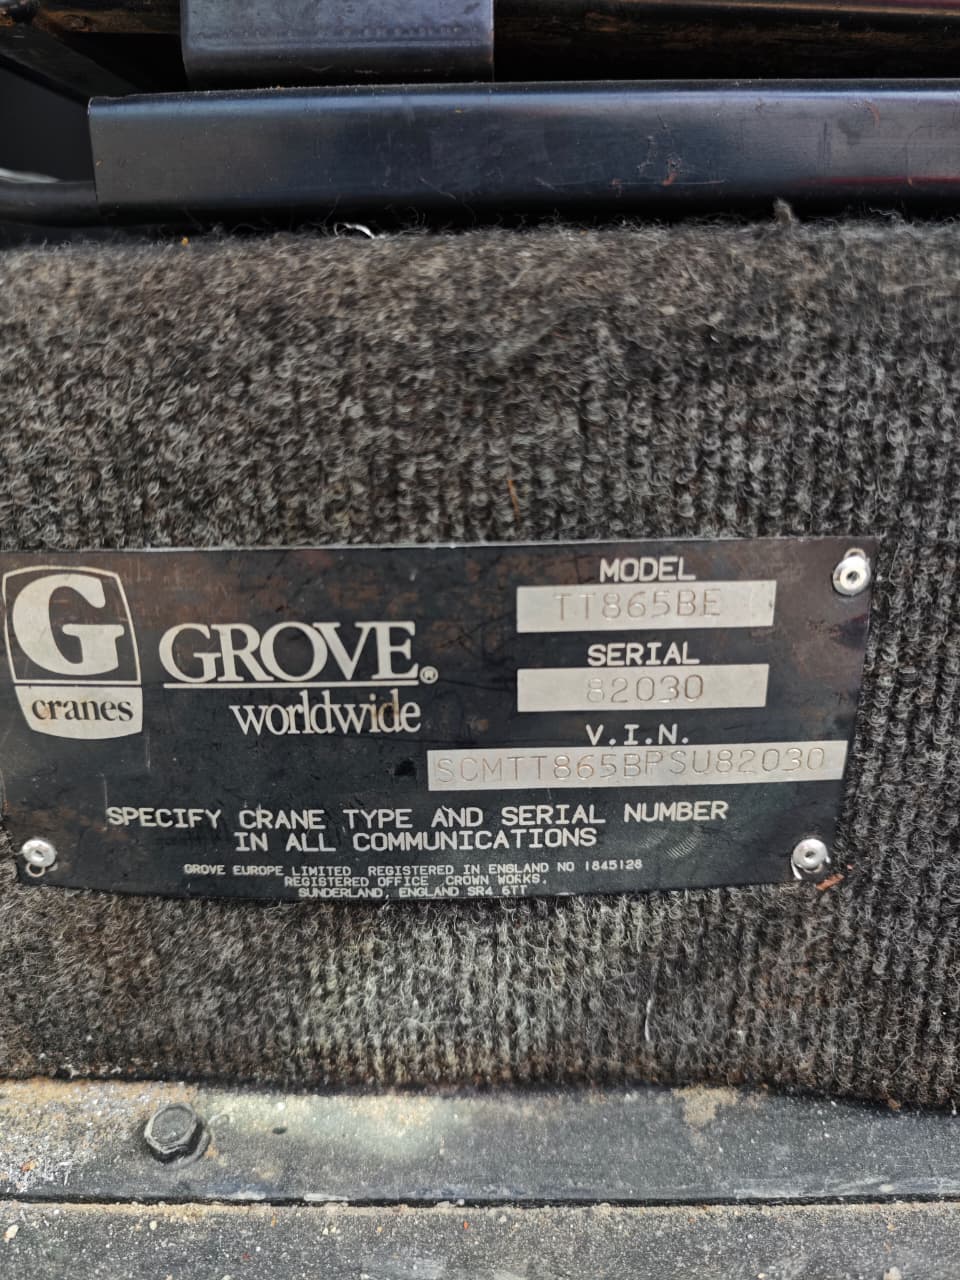 MODEL
TT865BE
G
cranes
GROVE®
worldwide
SERIAL
82030
V.I.N.
SCMTT865BPSU82030
SPECIFY CRANE TYPE AND SERIAL NUMBER
IN ALL COMMUNICATIONS
GROVE EUROPE LIMITED REGISTERED IN ENGLAND NO 1845128
REGISTERED OFFICE CROWN WORKS,
SUNDERLAND, ENGLAND SR4 6TT